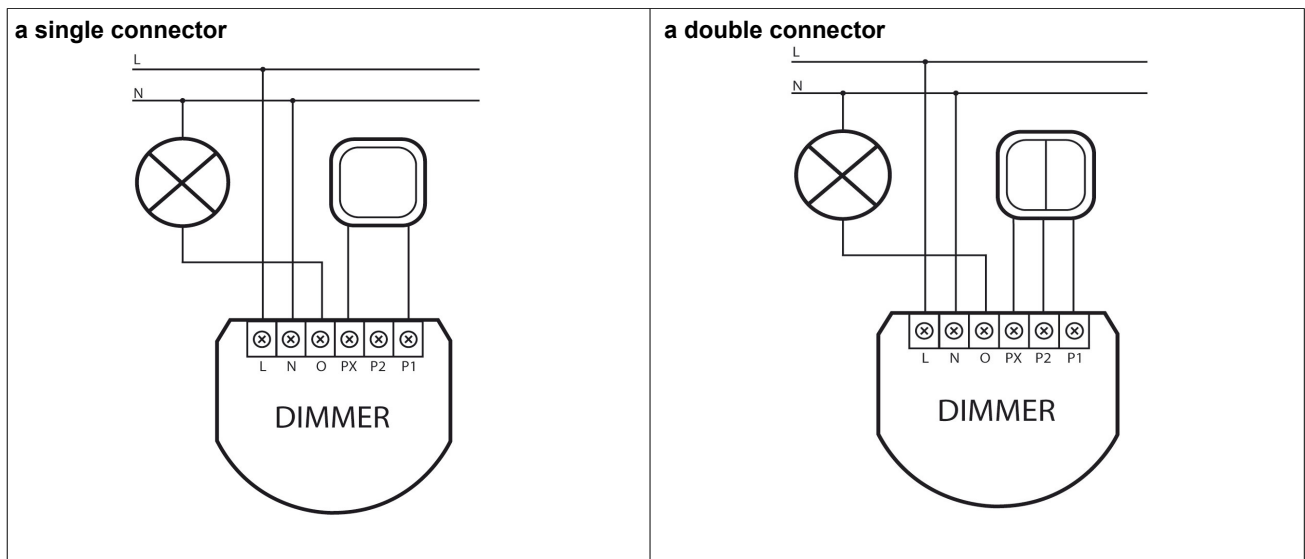 a single connector
L
N
L N O PX P2 P1
DIMMER
a double connector
L
N
L N O PX P2 P1
DIMMER